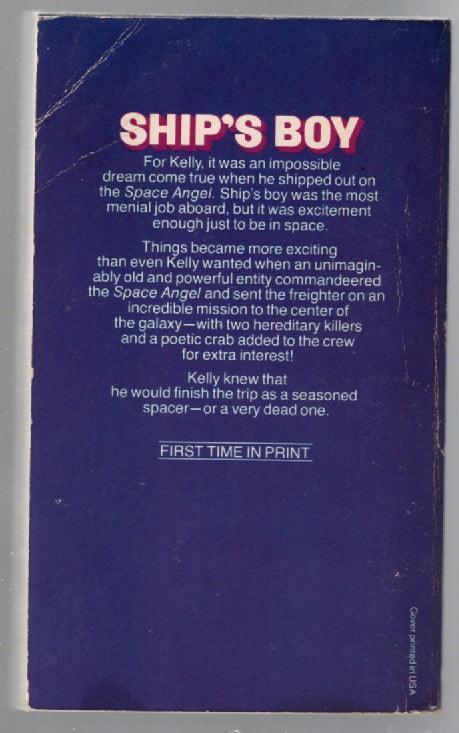 SHIP'S BOY
For Kelly, it was an impossible
dream come true when he shipped out on
the Space Angel. Ship's boy was the most
menial job aboard, but it was excitement
enough just to be in space.
Things became more exciting
than even Kelly wanted when an unimagin-
ably old and powerful entity commandeered
the Space Angel and sent the freighter on an
incredible mission to the center of
the galaxy—with two hereditary killers
and a poetic crab added to the crew
for extra interest!
Kelly knew that
he would finish the trip as a seasoned
spacer—or a very dead one.
FIRST TIME IN PRINT
Cover printed in USA